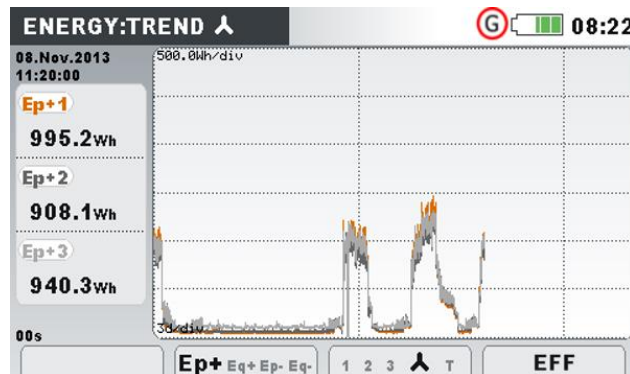 ENERGY:TREND
G
08:22
08.Nov.2013
11:20:00
500.0Wh/div
Ep+1
995.2Wh
Ep+2
908.1Wh
Ep+3
940.3Wh
3d/div
00s
Ep+ Eq+ Ep- Eq-
1 2 3 T
EFF